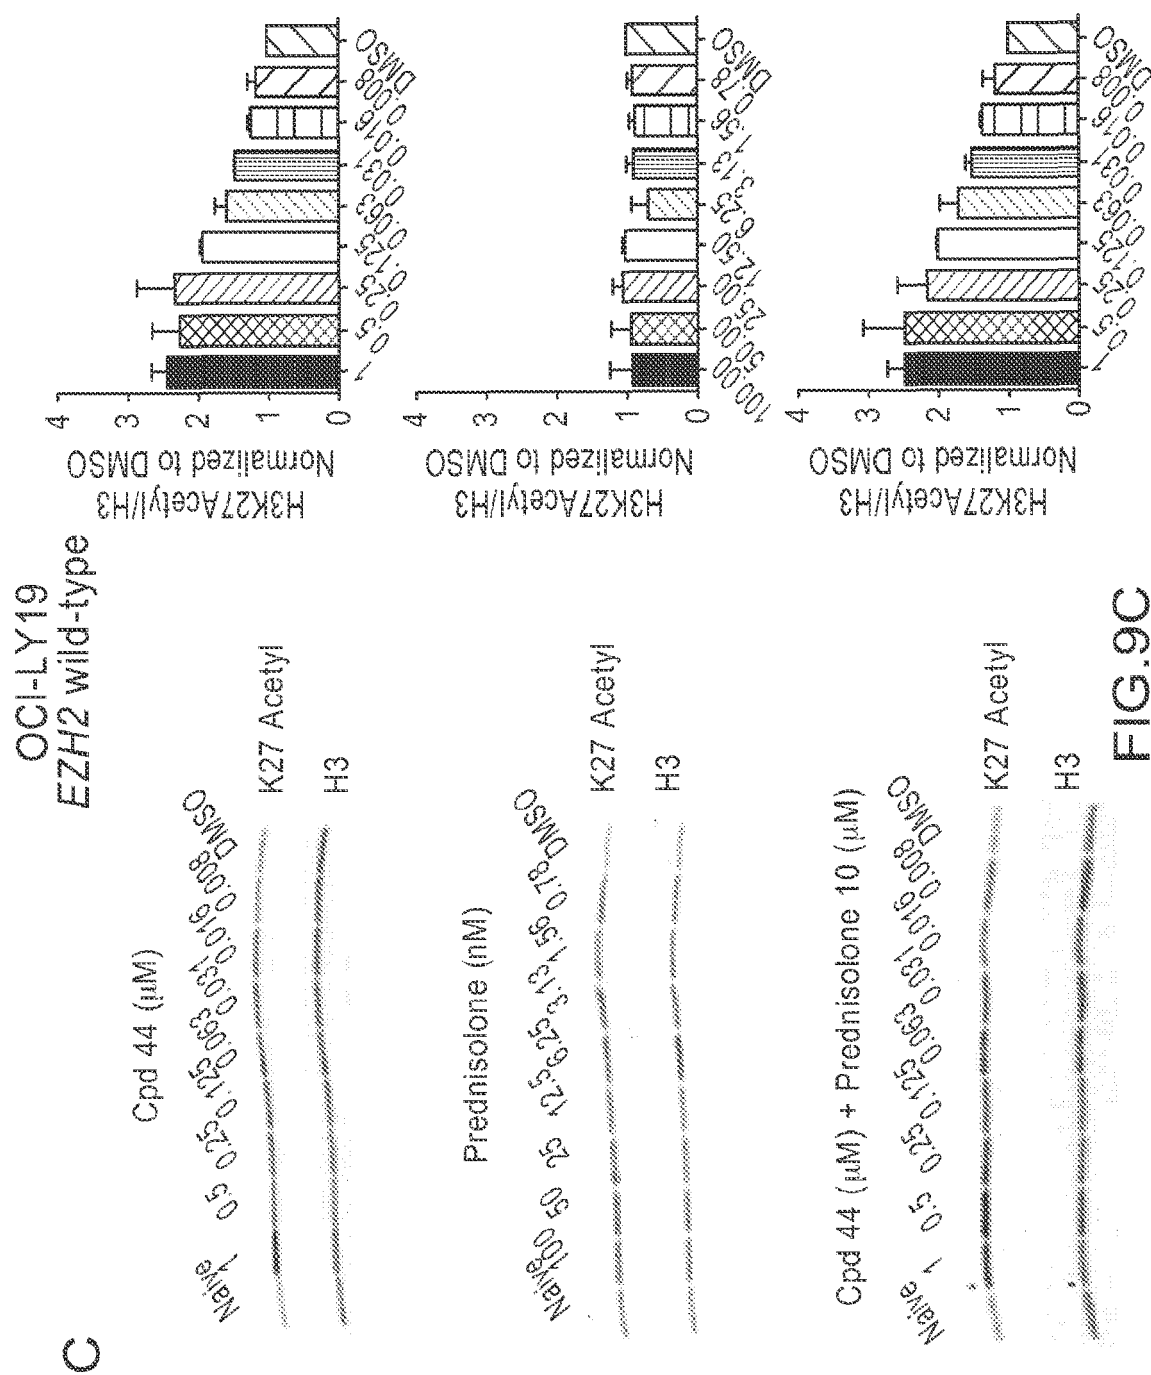 C
OCI-LY19
EZH2 wild-type
Cpd 44 (µM)
Naive 1 0.5 0.25 0.125 0.063 0.031 0.016 0.008 DMSO
K27 Acetyl
H3
H3K27Acetyl/H3
Normalized to DMSO
4
3
2
1
0
1 0.5 0.25 0.125 0.063 0.031 0.016 0.008 DMSO
Prednisolone (nM)
Naive 100 50 25 12.5 6.25 3.13 1.56 0.78 DMSO
K27 Acetyl
H3
H3K27Acetyl/H3
Normalized to DMSO
4
3
2
1
0
100.00 50.00 25.00 12.50 6.25 3.13 1.56 0.78 DMSO
Cpd 44 (µM) + Prednisolone 10 (µM)
Naive 1 0.5 0.25 0.125 0.063 0.031 0.016 0.008 DMSO
K27 Acetyl
H3
H3K27Acetyl/H3
Normalized to DMSO
4
3
2
1
0
1 0.5 0.25 0.125 0.063 0.031 0.016 0.008 DMSO
FIG.9C